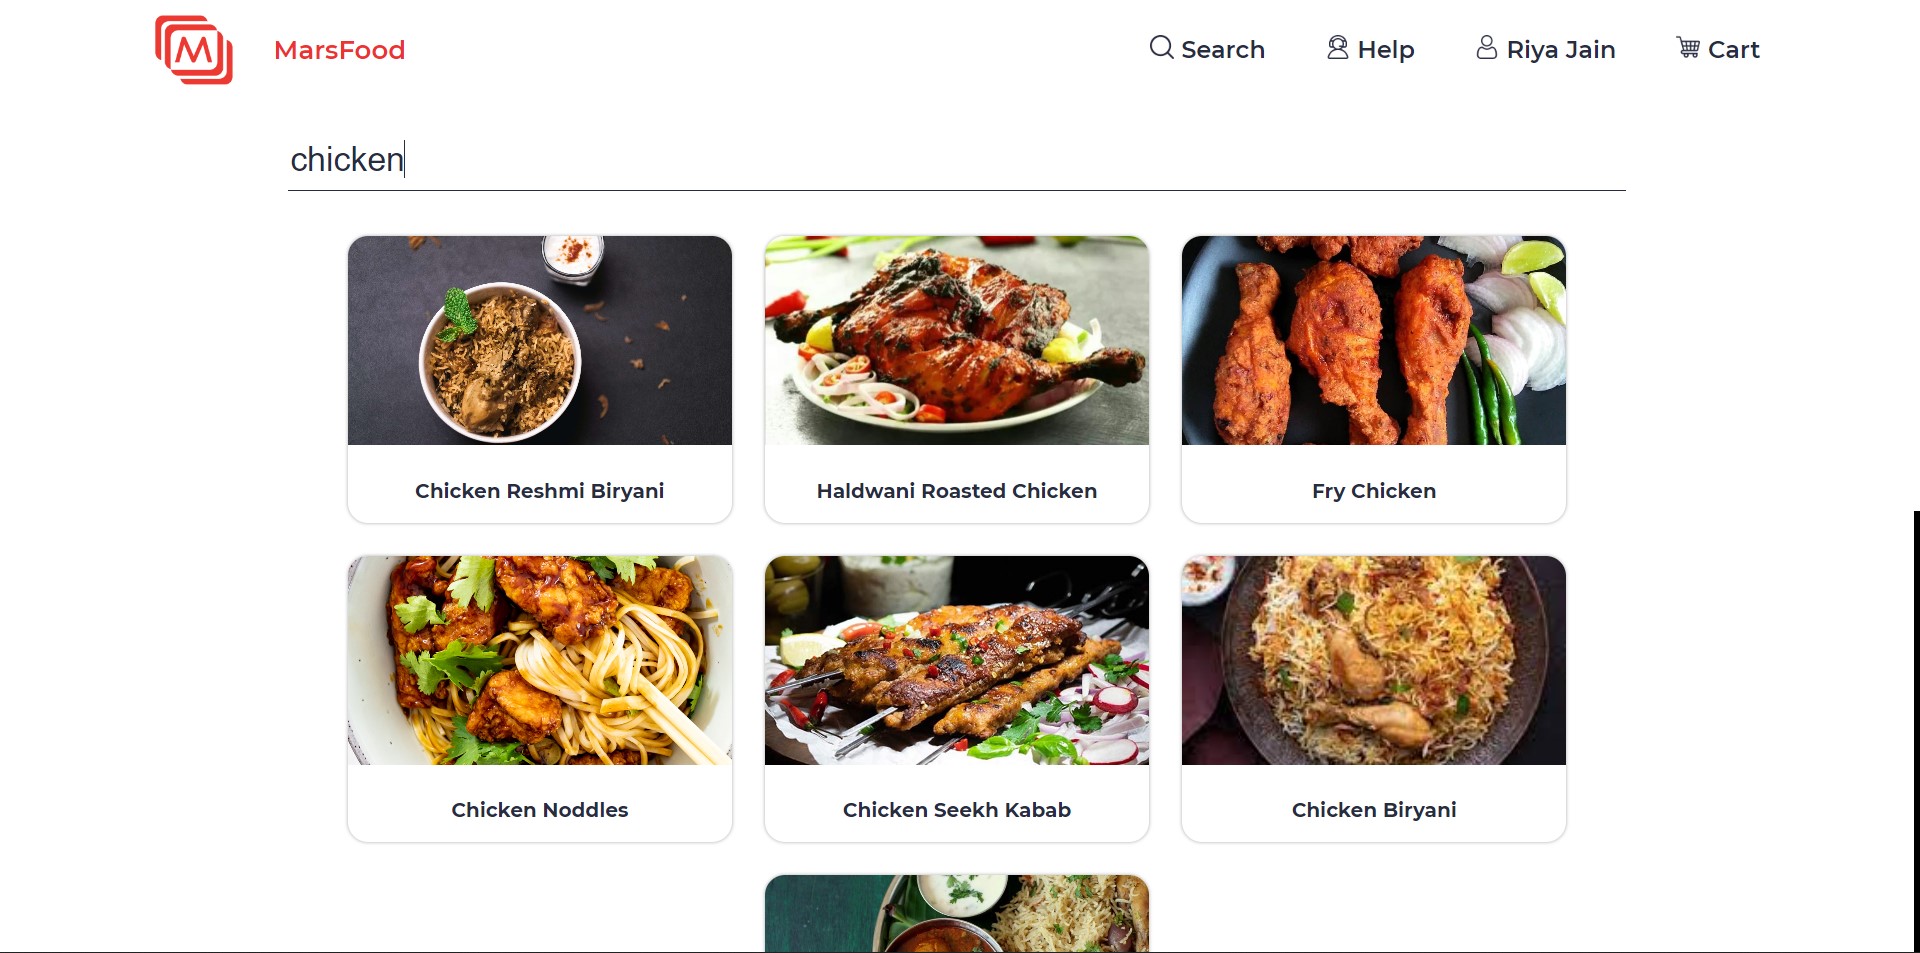 M MarsFood Search Help Riya Jain Cart
chicken
Chicken Reshmi Biryani Haldwani Roasted Chicken Fry Chicken
Chicken Noddles Chicken Seekh Kabab Chicken Biryani